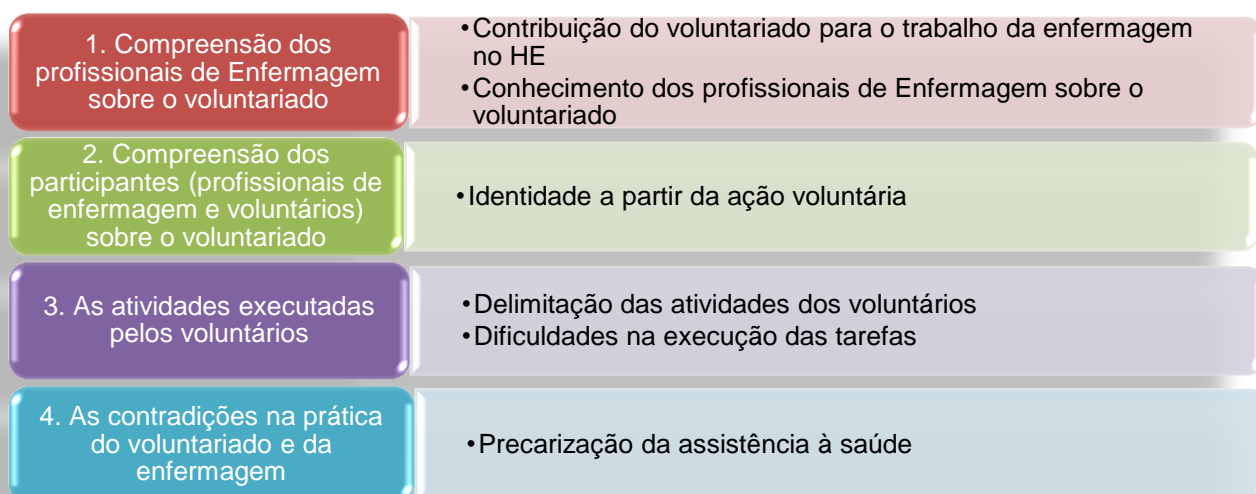 1. Compreensão dos
profissionais de Enfermagem
sobre o voluntariado
•Contribuição do voluntariado para o trabalho da enfermagem
no HE
•Conhecimento dos profissionais de Enfermagem sobre o
voluntariado
2. Compreensão dos
participantes (profissionais de
enfermagem e voluntários)
sobre o voluntariado
•Identidade a partir da ação voluntária
3. As atividades executadas
pelos voluntários
•Delimitação das atividades dos voluntários
•Dificuldades na execução das tarefas
4. As contradições na prática
do voluntariado e da
enfermagem
•Precarização da assistência à saúde